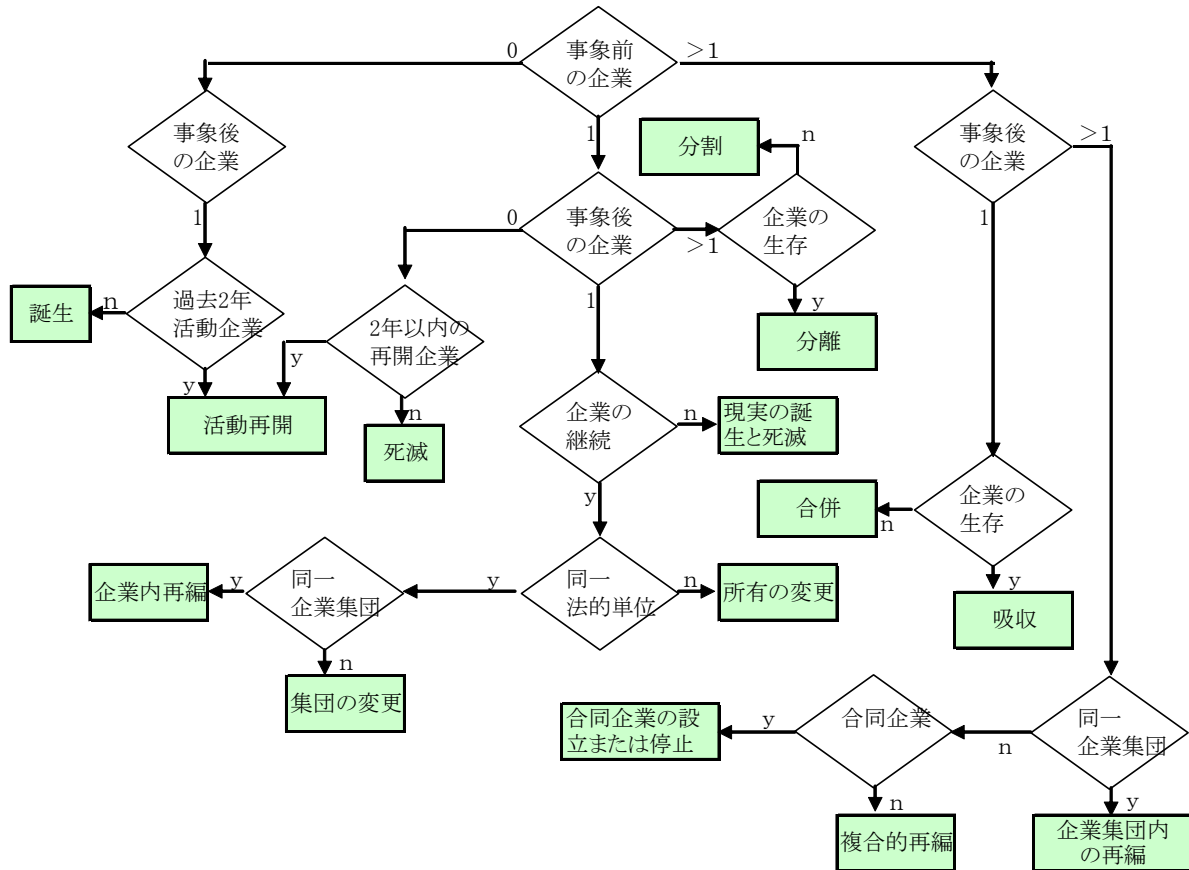 0
事象前
の企業
＞1
事象後
の企業
1
分割
n
事象後
の企業
＞1
1
0
事象後
の企業
＞1
企業の
生存
1
誕生
n
過去2年
活動企業
1
y
分離
2年以内の
再開企業
y
y
活動再開
n
死滅
企業の
継続
n
現実の誕
生と死滅
y
合併
n
企業の
生存
y
吸収
企業内再編
y
同一
企業集団
y
同一
法的単位
n
所有の変更
n
集団の変更
合同企業の設
立または停止
y
合同企業
n
同一
企業集団
n
複合的再編
y
企業集団内
の再編